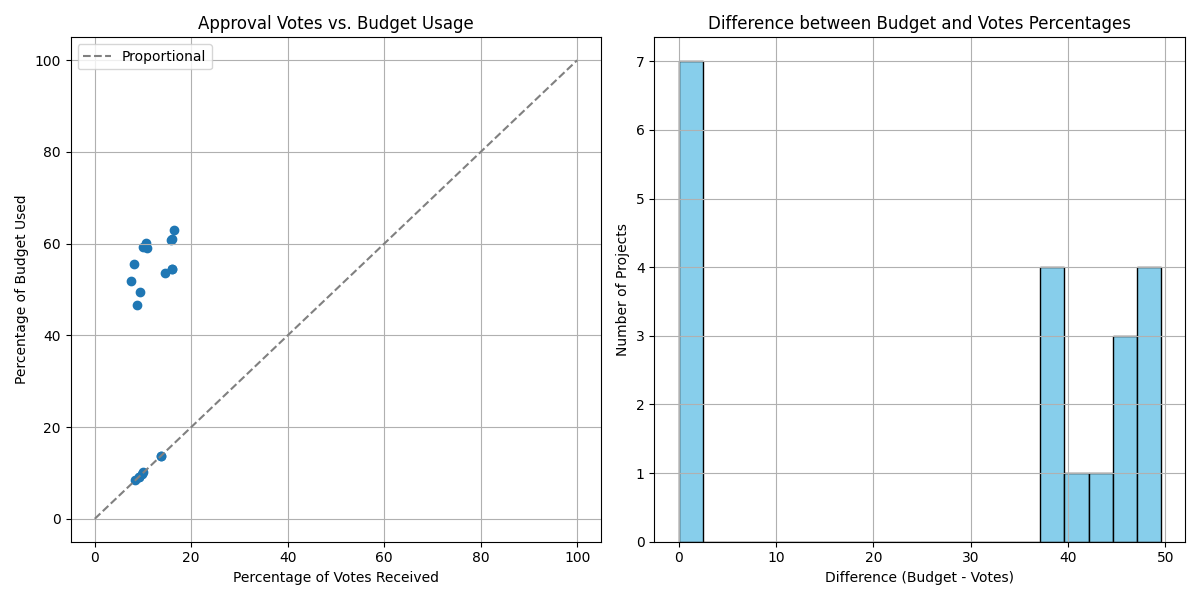 Approval Votes vs. Budget Usage
Proportional
100
80
60
40
20
0
Percentage of Budget Used
0 20 40 60 80 100
Percentage of Votes Received
Difference between Budget and Votes Percentages
7
6
5
4
3
2
1
0
Number of Projects
0 10 20 30 40 50
Difference (Budget - Votes)